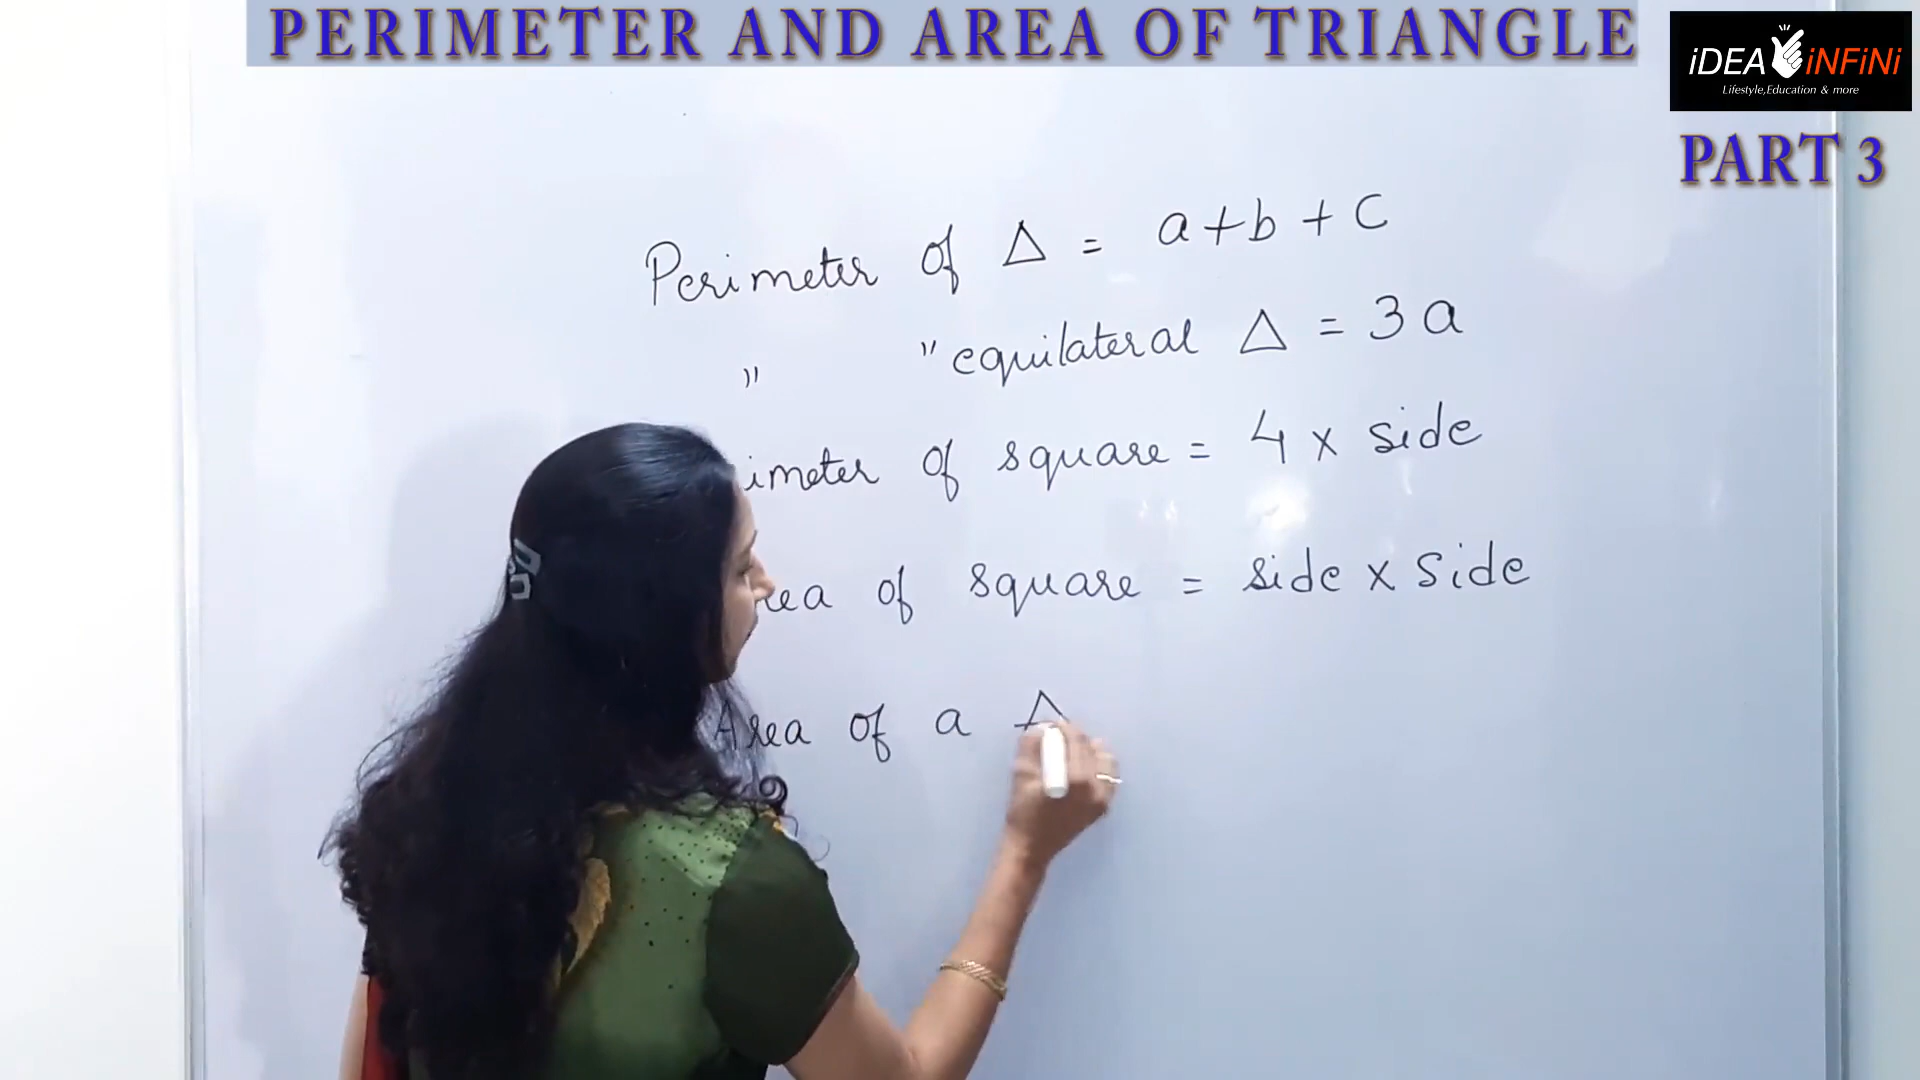 PERIMETER AND AREA OF TRIANGLE
iDEA iNFiNi
Lifestyle,Education & more
PART 3
Perimeter of Δ = a+b+c
" " equilateral Δ = 3a
imeter of square = 4 x side
rea of square = side x side
Area of a Δ